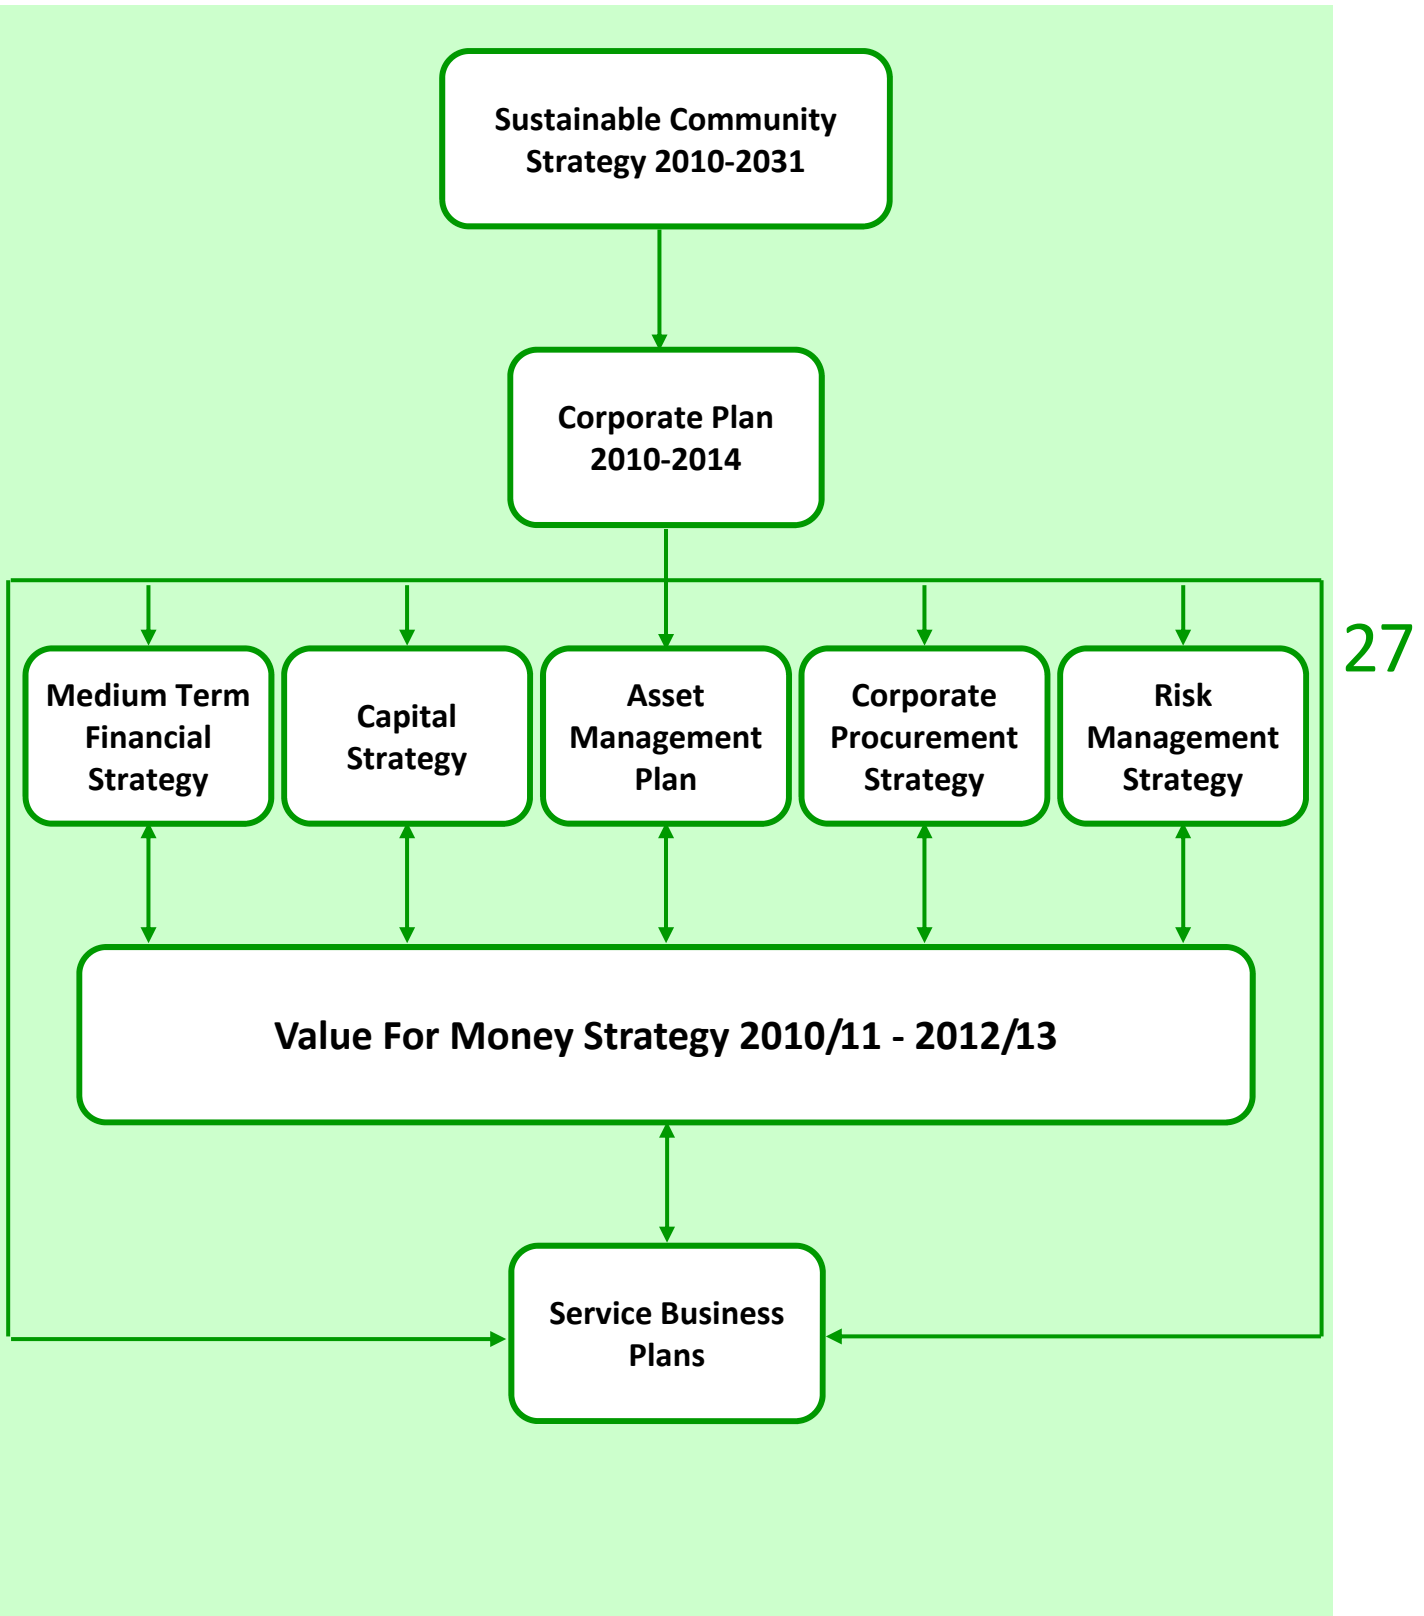 Sustainable Community
Strategy 2010-2031
Corporate Plan
2010-2014
27
Medium Term
Financial
Strategy
Capital
Strategy
Asset
Management
Plan
Corporate
Procurement
Strategy
Risk
Management
Strategy
Value For Money Strategy 2010/11 - 2012/13
Service Business
Plans